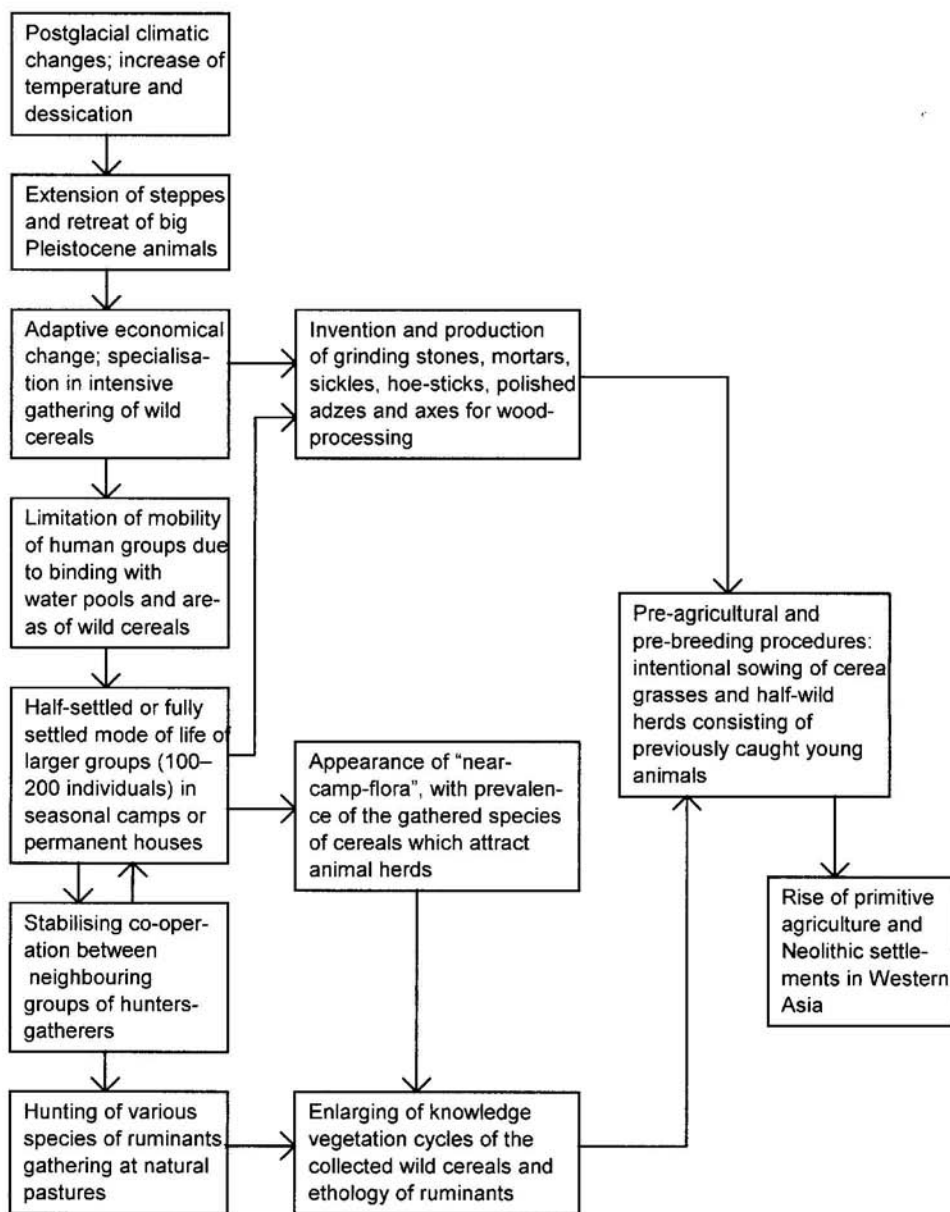 Postglacial climatic
changes; increase of
temperature and
dessication
Extension of steppes
and retreat of big
Pleistocene animals
Adaptive economical
change; specialisa-
tion in intensive
gathering of wild
cereals
Invention and production
of grinding stones, mortars,
sickles, hoe-sticks, polished
adzes and axes for wood-
processing
Limitation of mobility
of human groups due
to binding with
water pools and are-
as of wild cereals
Half-settled or fully
settled mode of life of
larger groups (100–
200 individuals) in
seasonal camps or
permanent houses
Appearance of “near-
camp-flora”, with prevalen-
ce of the gathered species
of cereals which attract
animal herds
Pre-agricultural and
pre-breeding procedures:
intentional sowing of cerea
grasses and half-wild
herds consisting of
previously caught young
animals
Stabilising co-oper-
ation between
neighbouring
groups of hunters-
gatherers
Rise of primitive
agriculture and
Neolithic settle-
ments in Western
Asia
Hunting of various
species of ruminants
gathering at natural
pastures
Enlarging of knowledge
vegetation cycles of the
collected wild cereals and
ethology of ruminants